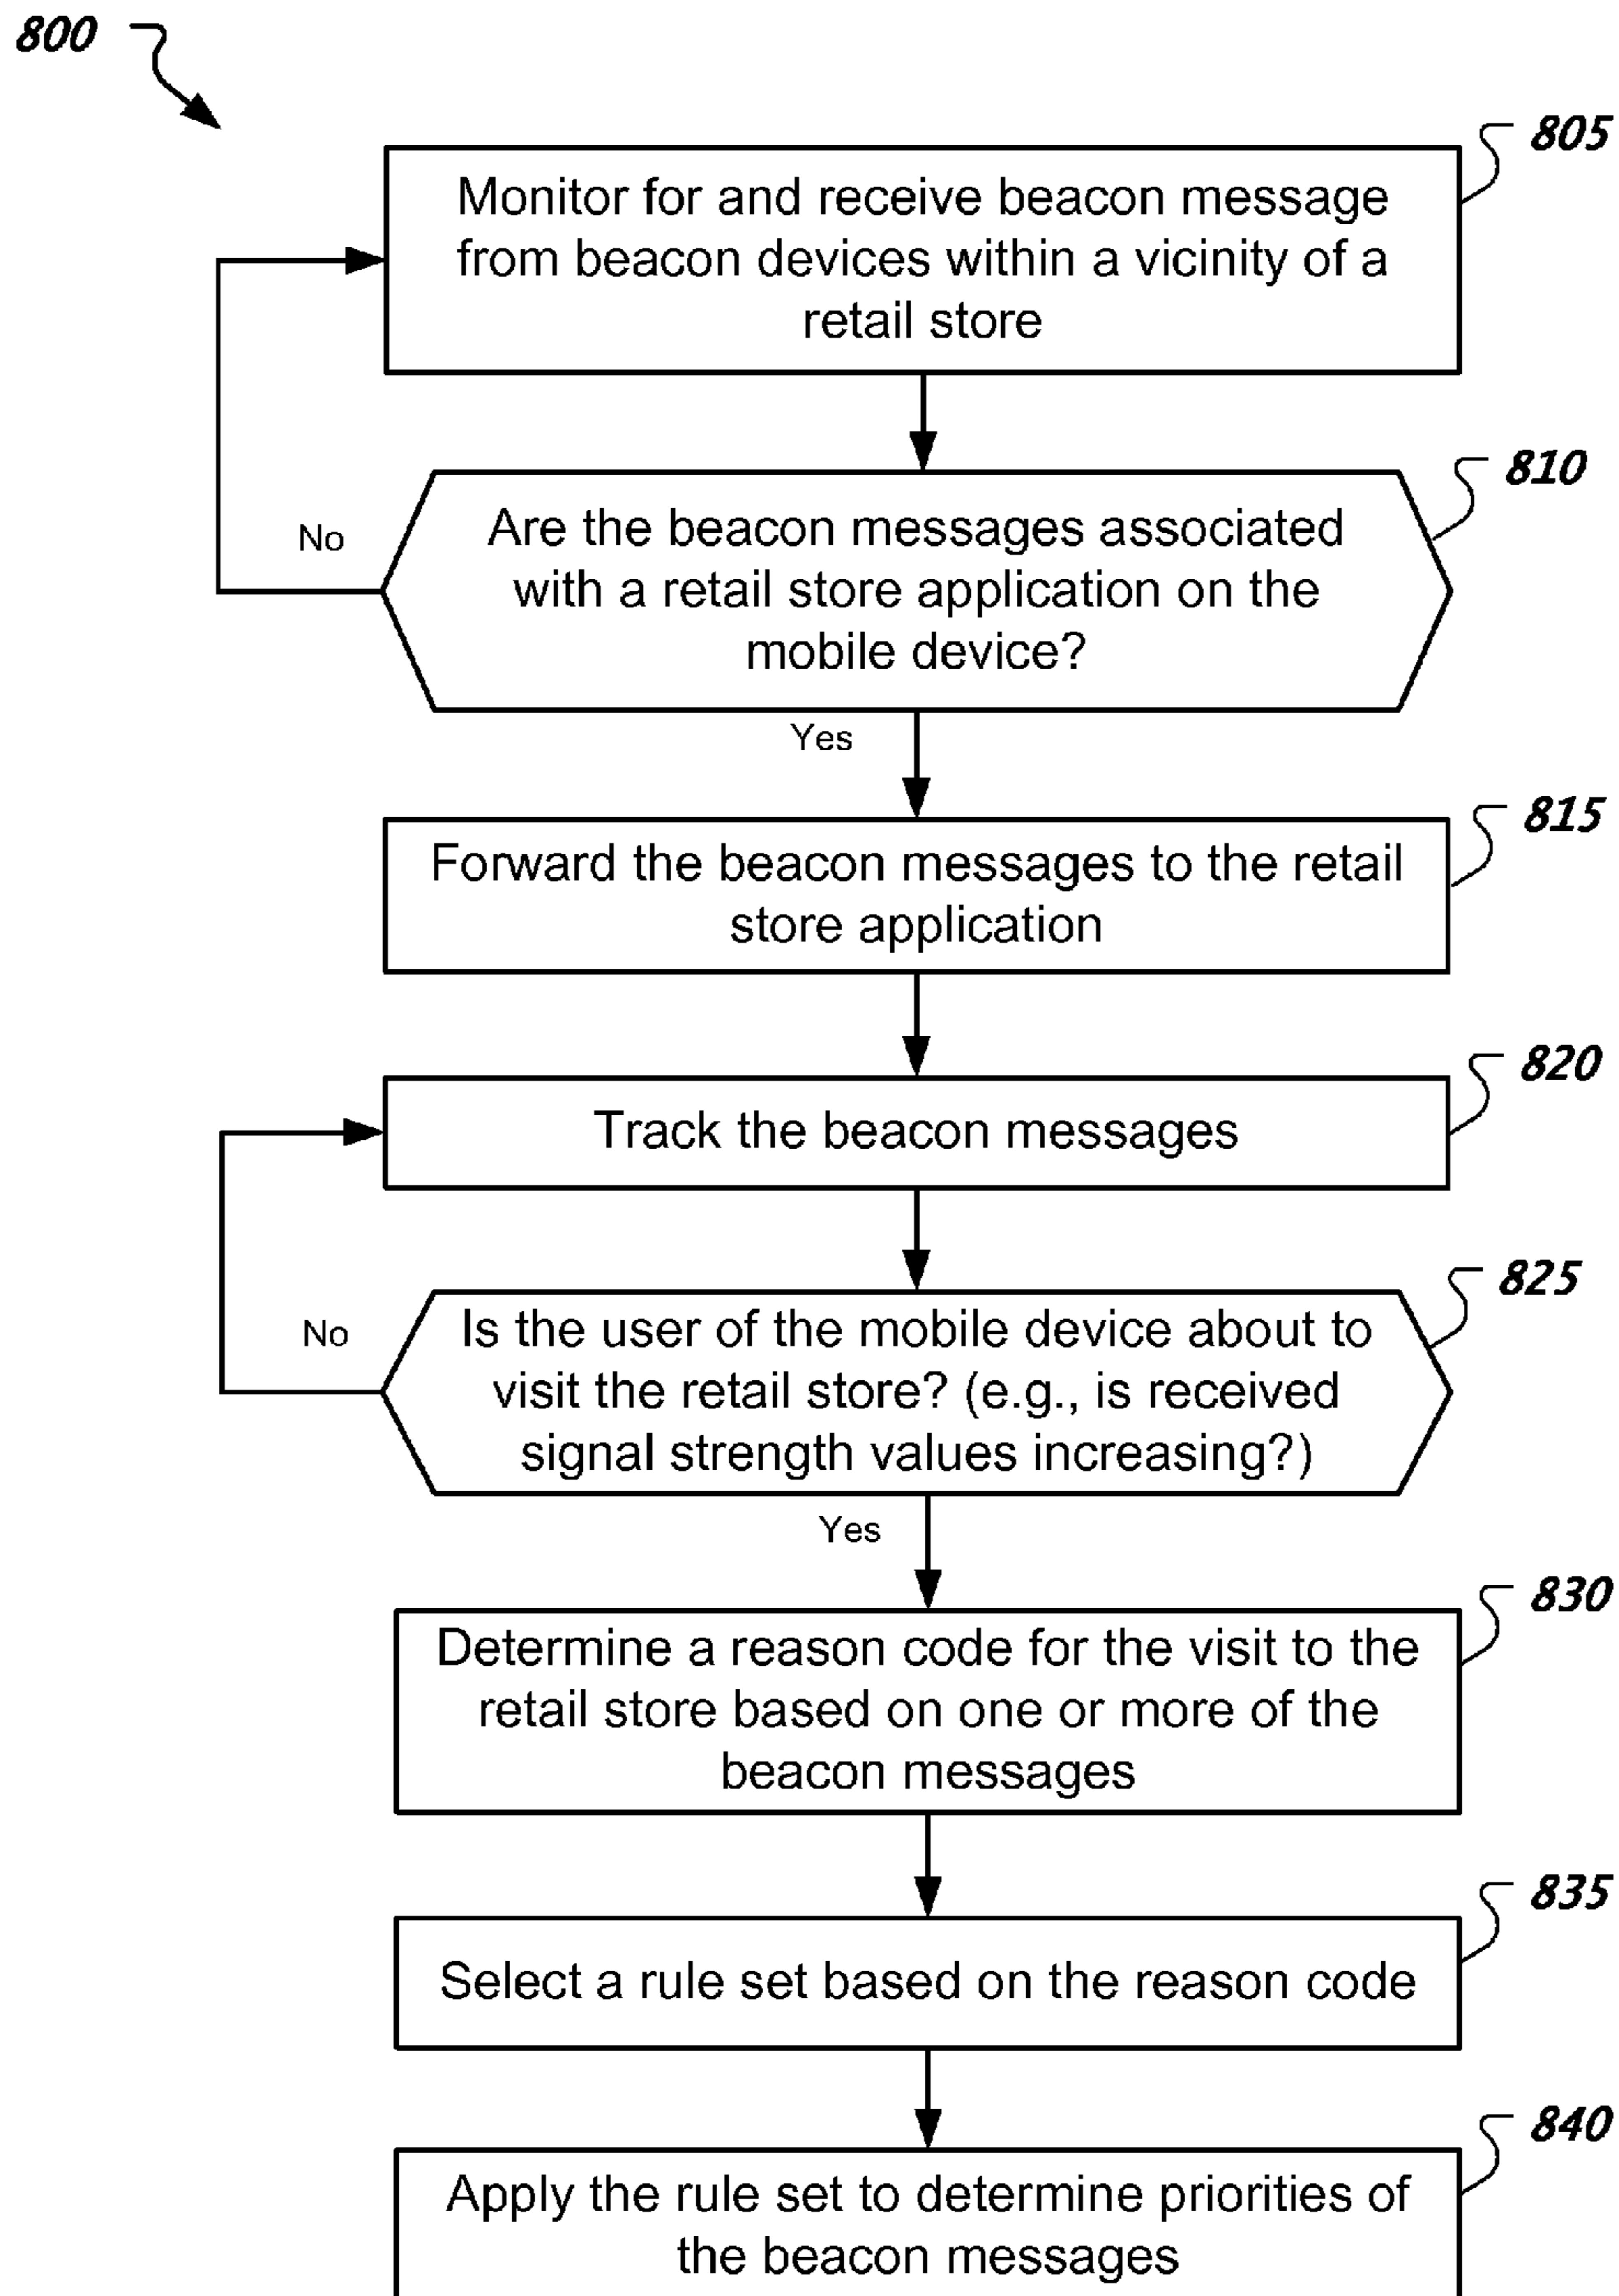 800
805
Monitor for and receive beacon message
from beacon devices within a vicinity of a
retail store
810
Are the beacon messages associated
with a retail store application on the
mobile device?
No
Yes
815
Forward the beacon messages to the retail
store application
820
Track the beacon messages
825
Is the user of the mobile device about to
visit the retail store? (e.g., is received
signal strength values increasing?)
No
Yes
830
Determine a reason code for the visit to the
retail store based on one or more of the
beacon messages
835
Select a rule set based on the reason code
840
Apply the rule set to determine priorities of
the beacon messages